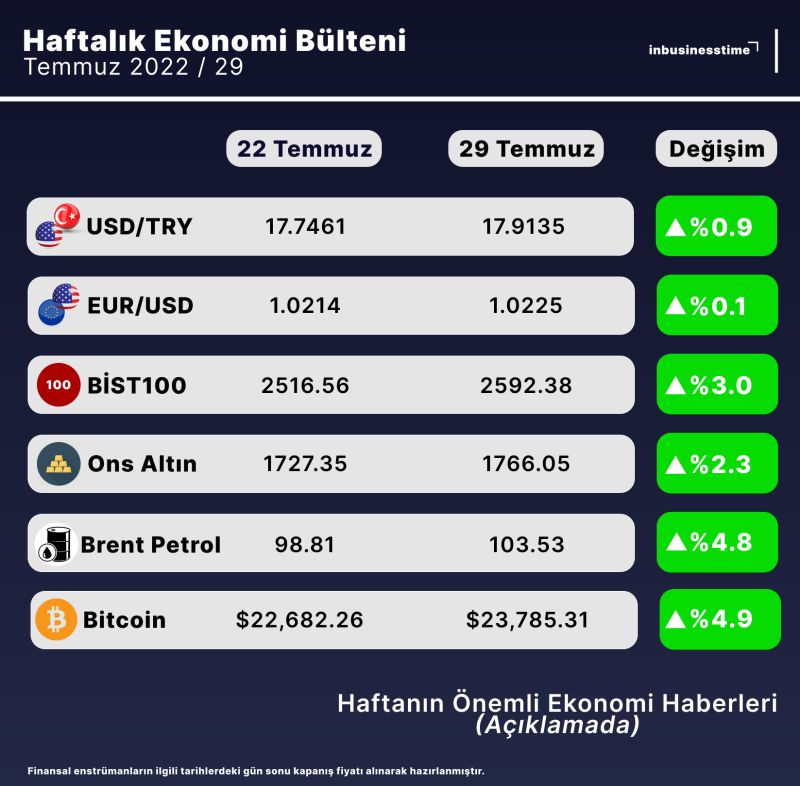 Haftalık Ekonomi Bülteni
Temmuz 2022 / 29
inbusinesstime
22 Temmuz 29 Temmuz Değişim
USD/TRY 17.7461 17.9135 ▲%0.9
EUR/USD 1.0214 1.0225 ▲%0.1
100 BİST100 2516.56 2592.38 ▲%3.0
Ons Altın 1727.35 1766.05 ▲%2.3
Brent Petrol 98.81 103.53 ▲%4.8
Bitcoin $22,682.26 $23,785.31 ▲%4.9
Haftanın Önemli Ekonomi Haberleri
(Açıklamada)
Finansal enstrümanların ilgili tarihlerdeki gün sonu kapanış fiyatı alınarak hazırlanmıştır.